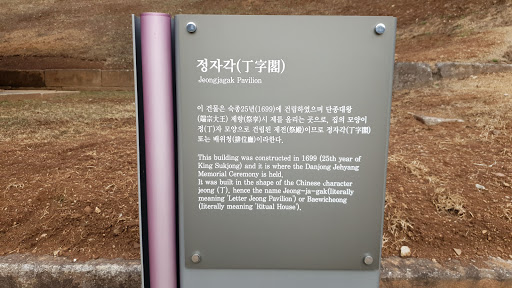 정자각(丁字閣)
Jeongjagak Pavilion
이 건물은 숙종25년(1699)에 건립하였으며 단종대왕
(端宗大王) 제향(祭享)시 제를 올리는 곳으로, 집의 모양이
정(丁)자 모양으로 건립된 제전(祭殿)이므로 정자각(丁字閣)
또는 배위청(拜位廳)이라한다.
This building was constructed in 1699 (25th year of
King Sukjong) and it is where the Danjong Jehyang
Memorial Ceremony is held.
It was built in the shape of the Chinese character
jeong (丁), hence the name Jeong-ja-gak(literally
meaning 'Letter Jeong Pavilion') or Baewicheong
(literally meaning 'Ritual House').